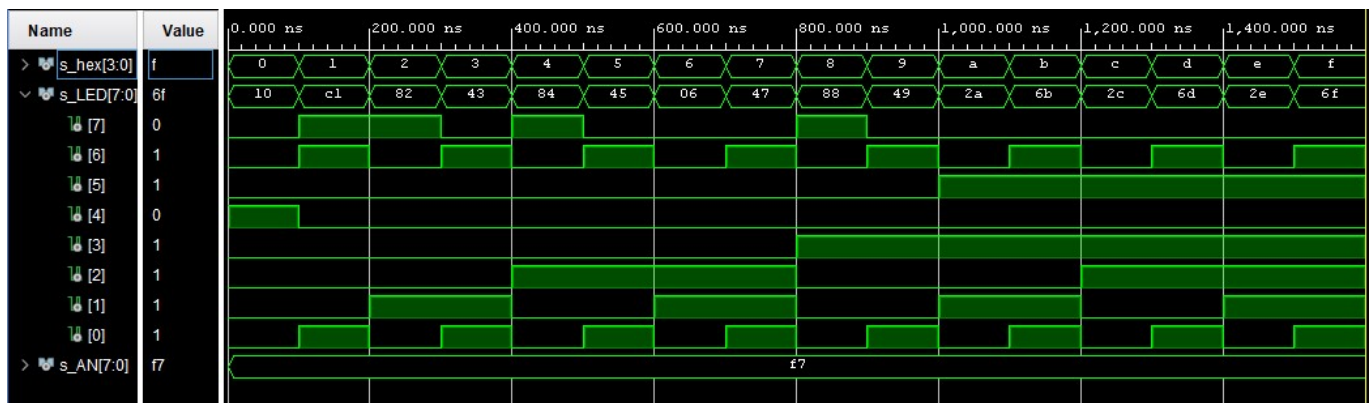 Name Value 0.000 ns 200.000 ns 400.000 ns 600.000 ns 800.000 ns 1,000.000 ns 1,200.000 ns 1,400.000 ns
> s_hex[3:0] f 0 1 2 3 4 5 6 7 8 9 a b c d e f
s_LED[7:0] 6f 10 c1 82 43 84 45 06 47 88 49 2a 6b 2c 6d 2e 6f
[7] 0
[6] 1
[5] 1
[4] 0
[3] 1
[2] 1
[1] 1
[0] 1
> s_AN[7:0] f7 f7